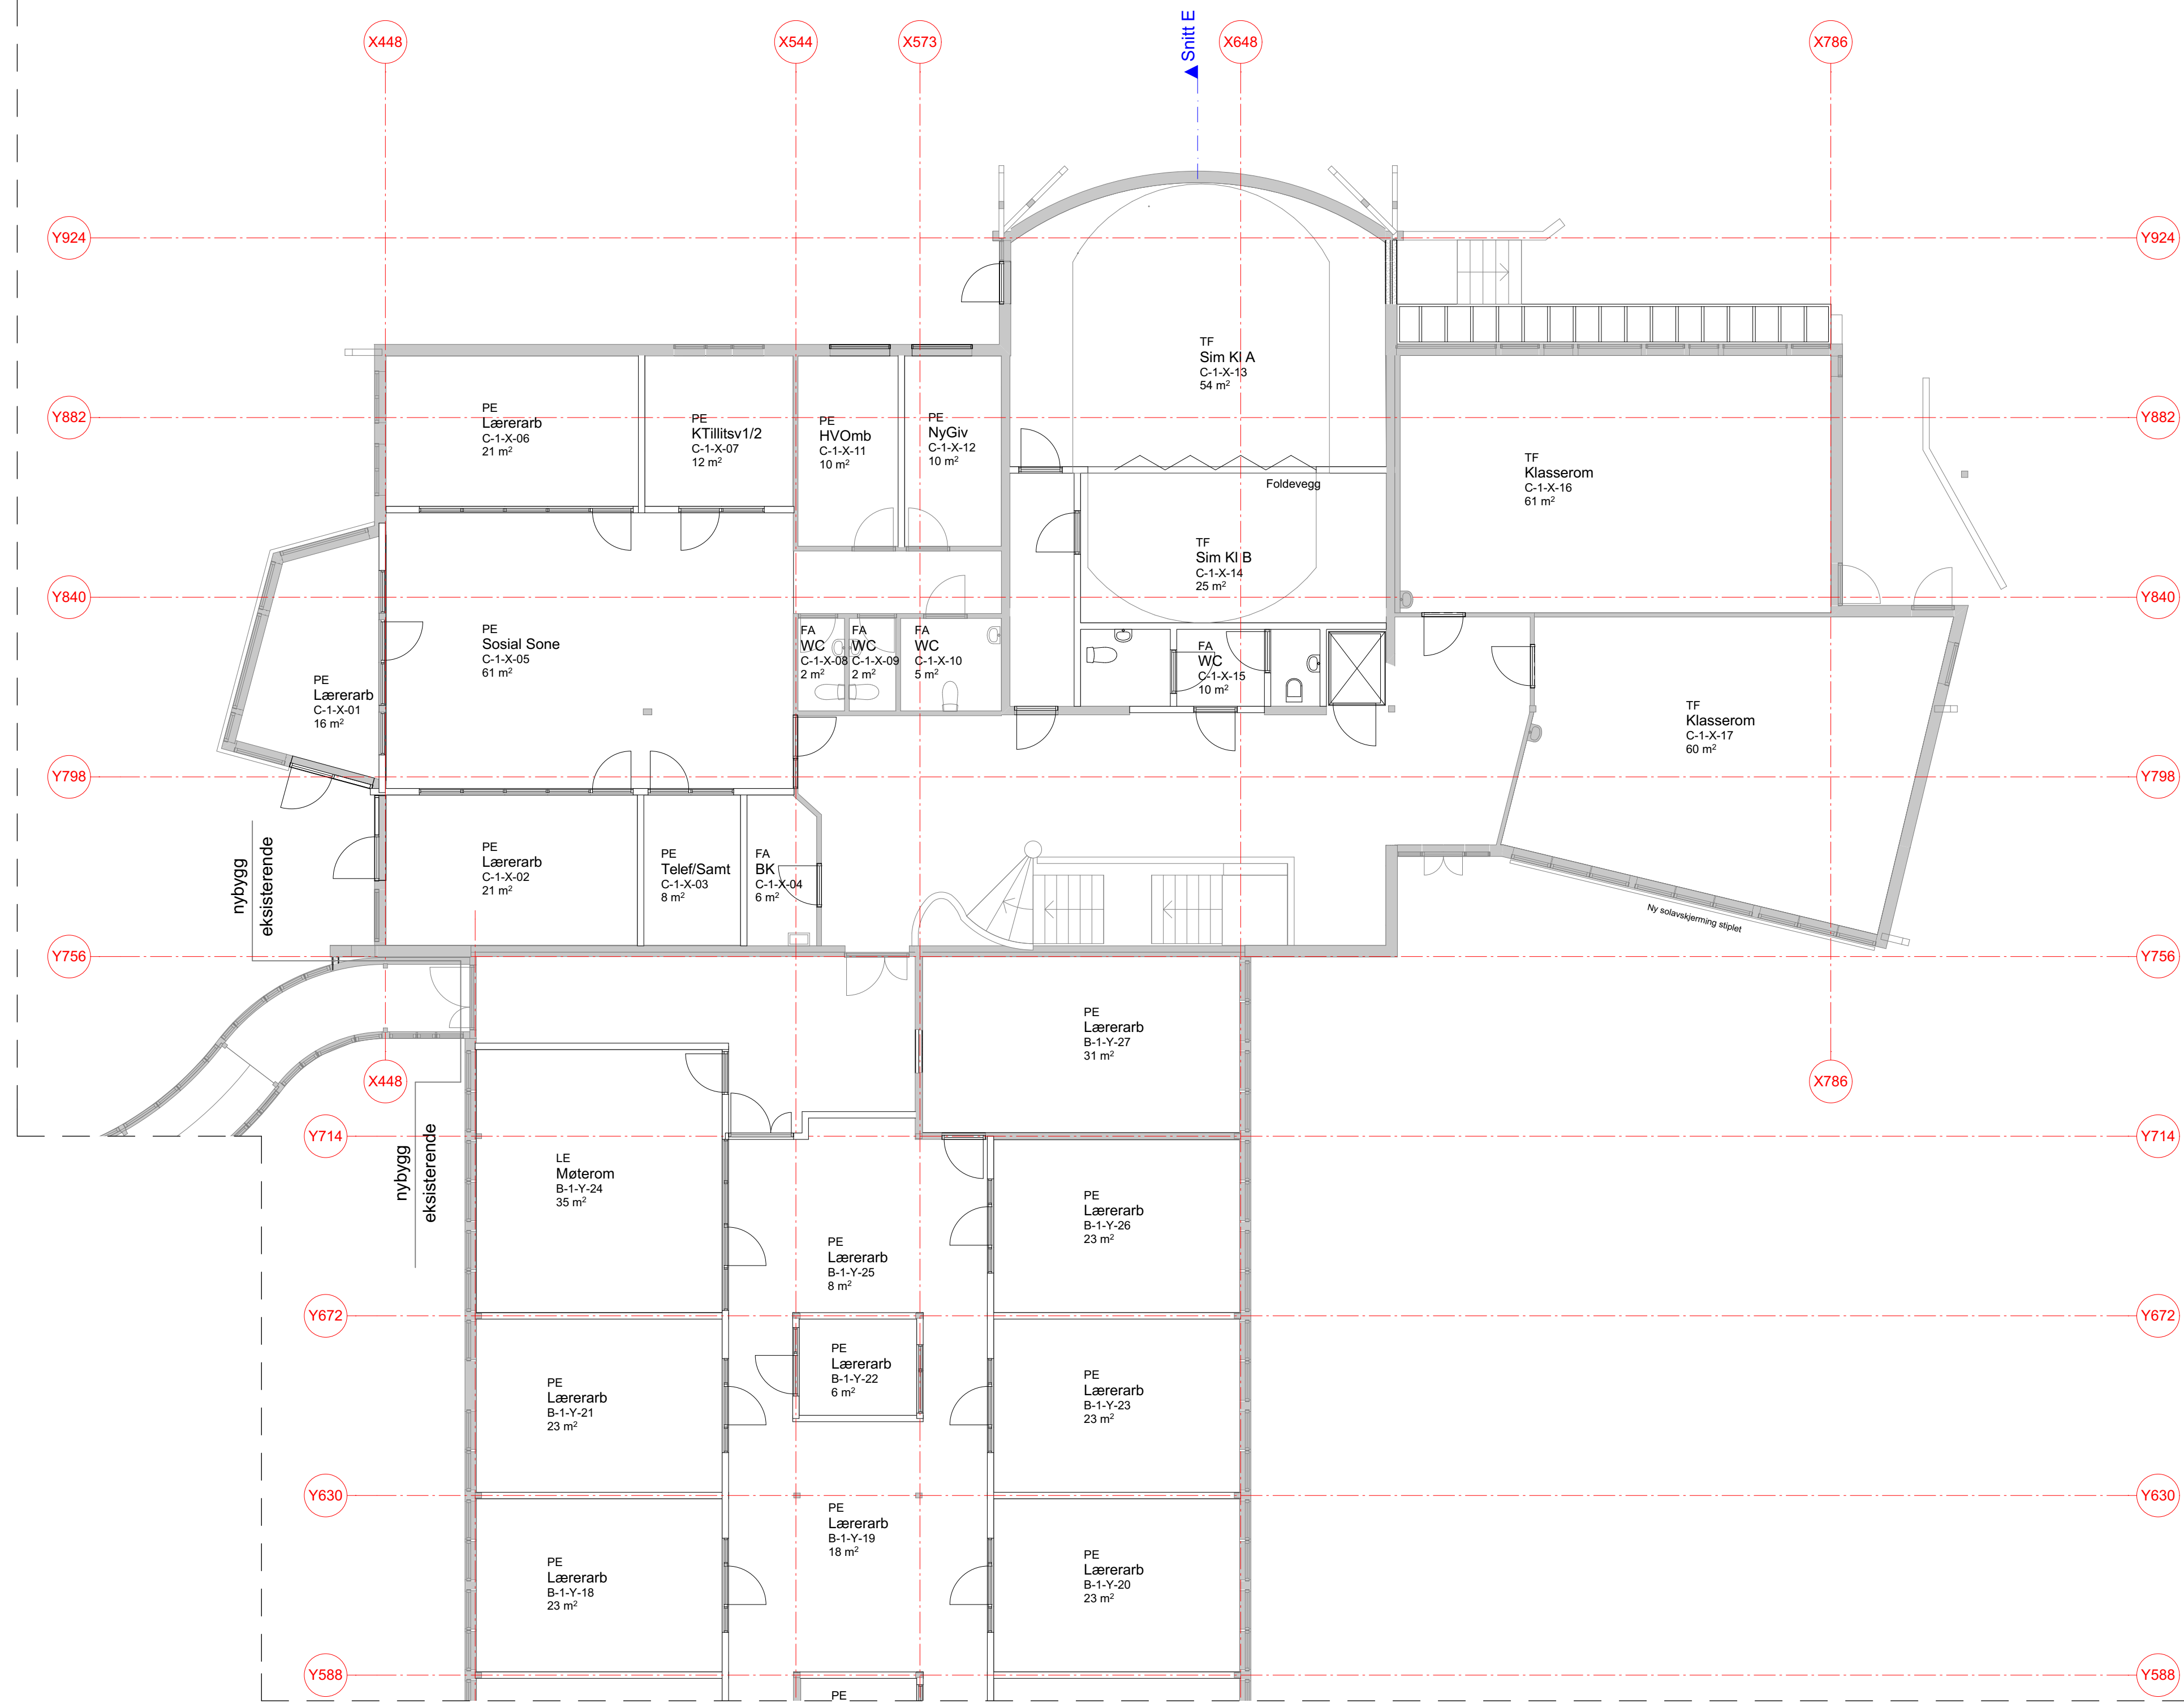 Snitt E
X448
X544
X573
X648
X786
Y924
Y924
TF
Sim Kl A
C-1-X-13
54 m²
Y882
PE
Lærerarb
C-1-X-06
21 m²
PE
KTillitsv1/2
C-1-X-07
12 m²
PE
HVOmb
C-1-X-11
10 m²
PE
NyGiv
C-1-X-12
10 m²
TF
Klasserom
C-1-X-16
61 m²
Y882
Foldevegg
TF
Sim Kl B
C-1-X-14
25 m²
Y840
Y840
PE
Sosial Sone
C-1-X-05
61 m²
FA
WC
C-1-X-08
2 m²
FA
WC
C-1-X-09
2 m²
FA
WC
C-1-X-10
5 m²
FA
WC
C-1-X-15
10 m²
PE
Lærerarb
C-1-X-01
16 m²
TF
Klasserom
C-1-X-17
60 m²
Y798
Y798
nybygg
eksisterende
PE
Lærerarb
C-1-X-02
21 m²
PE
Telef/Samt
C-1-X-03
8 m²
FA
BK
C-1-X-04
6 m²
Ny solavskjerming stiplet
Y756
Y756
PE
Lærerarb
B-1-Y-27
31 m²
X448
X786
Y714
Y714
nybygg
eksisterende
LE
Møterom
B-1-Y-24
35 m²
PE
Lærerarb
B-1-Y-26
23 m²
PE
Lærerarb
B-1-Y-25
8 m²
Y672
Y672
PE
Lærerarb
B-1-Y-22
6 m²
PE
Lærerarb
B-1-Y-21
23 m²
PE
Lærerarb
B-1-Y-23
23 m²
Y630
Y630
PE
Lærerarb
B-1-Y-19
18 m²
PE
Lærerarb
B-1-Y-18
23 m²
PE
Lærerarb
B-1-Y-20
23 m²
Y588
Y588
PE